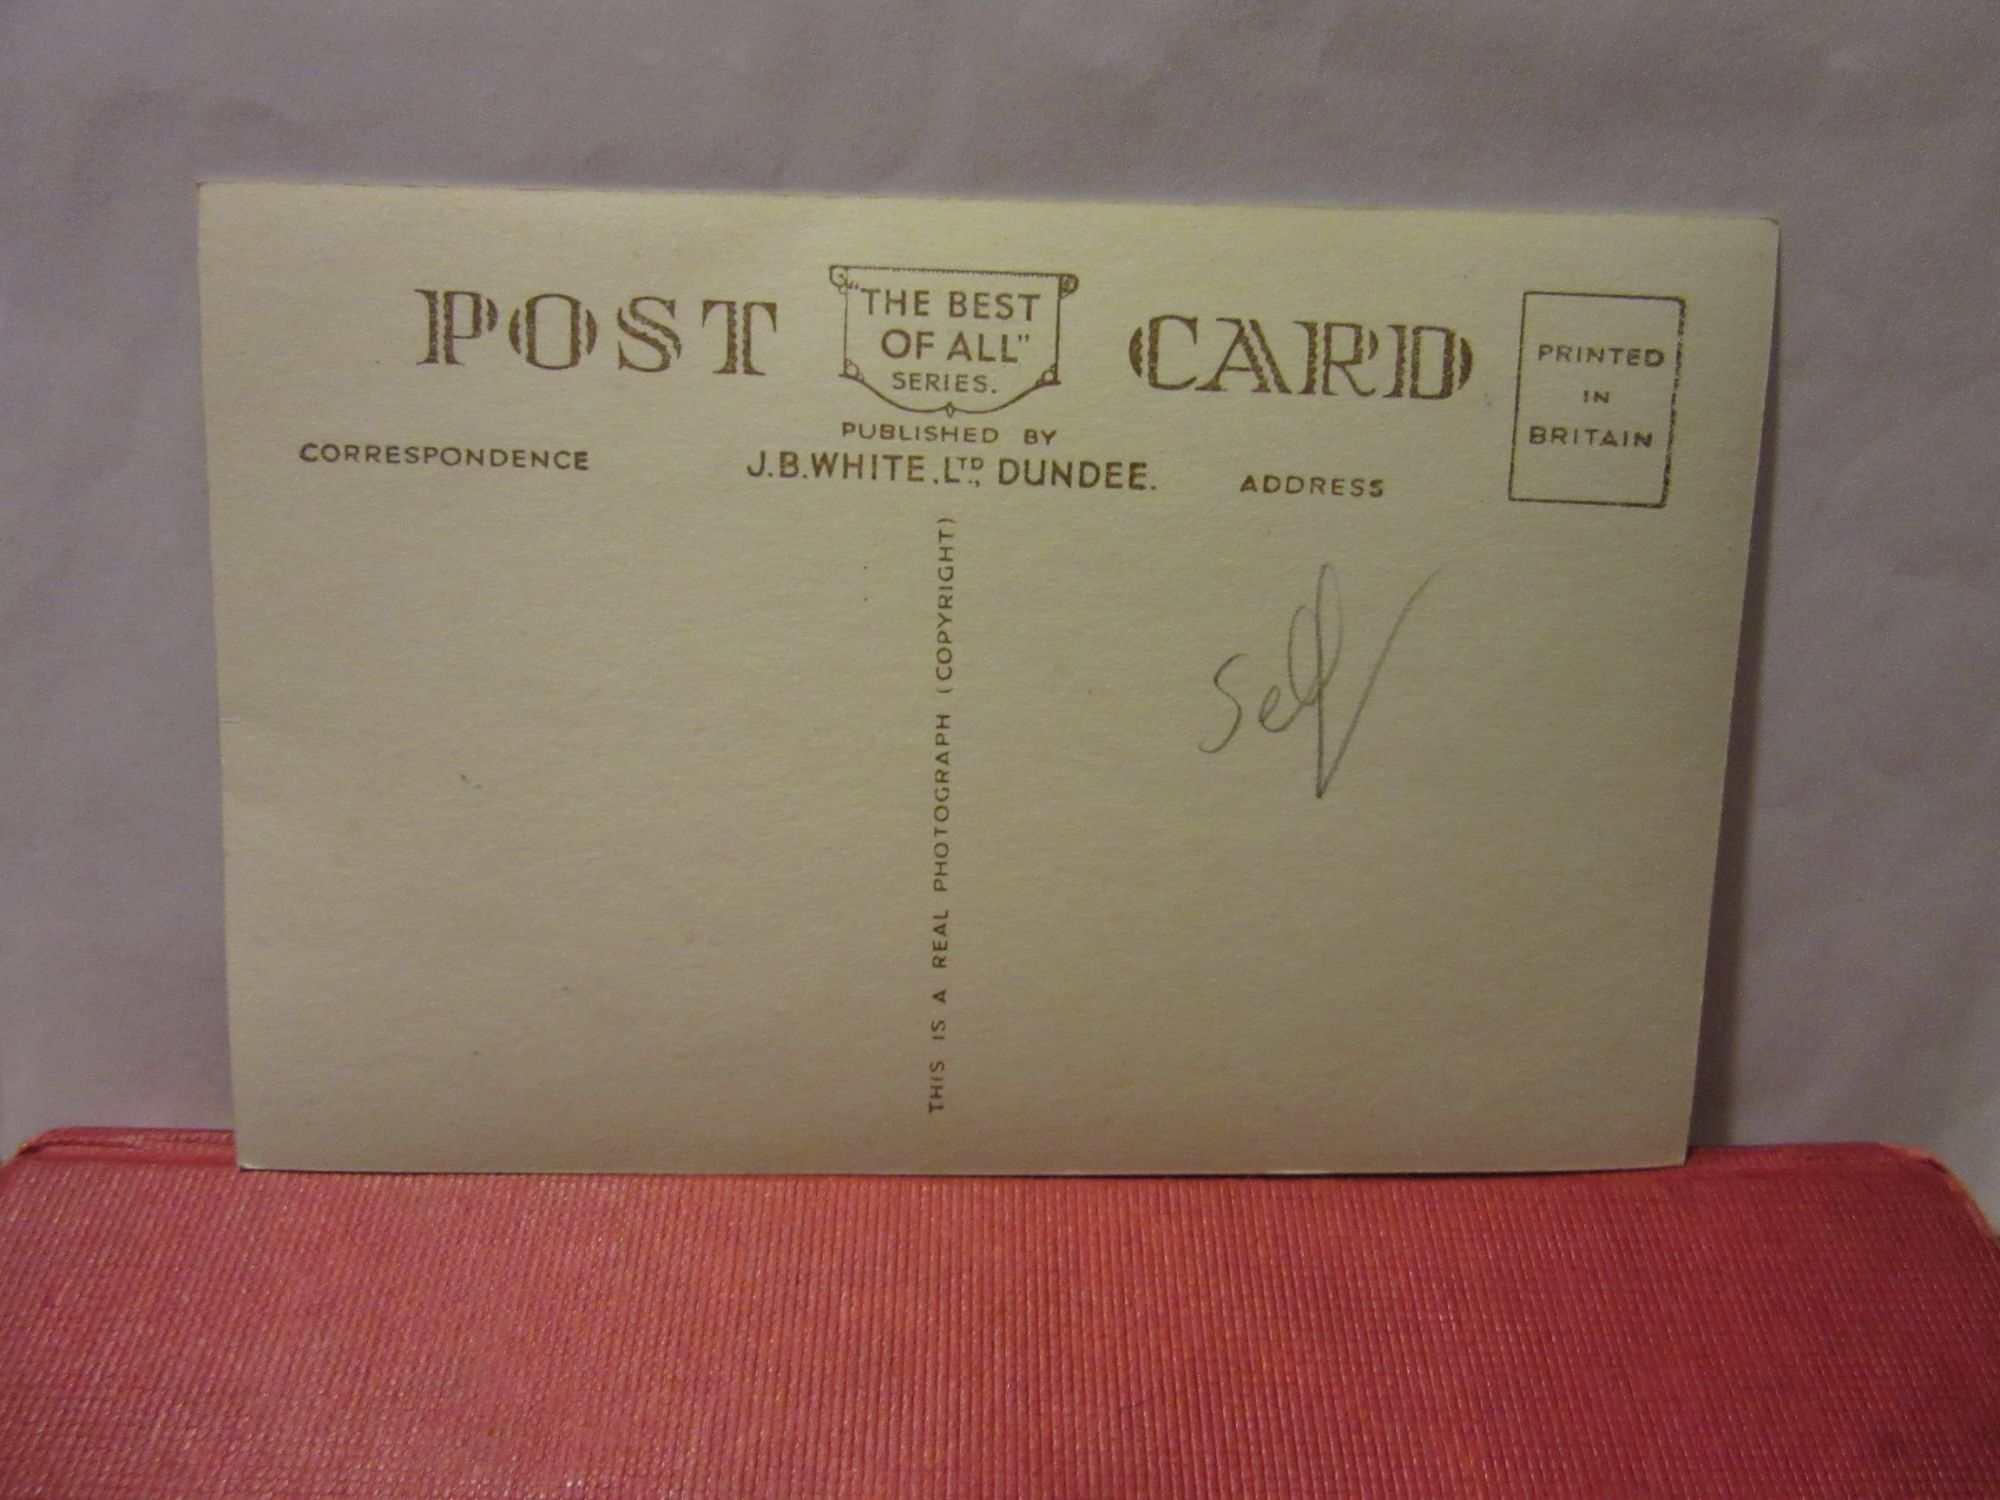 POST CARD
"THE BEST
OF ALL"
SERIES.
PUBLISHED BY
J.B. WHITE, LTD., DUNDEE.
CORRESPONDENCE
ADDRESS
PRINTED
IN
BRITAIN
THIS IS A REAL PHOTOGRAPH (COPYRIGHT)
Self